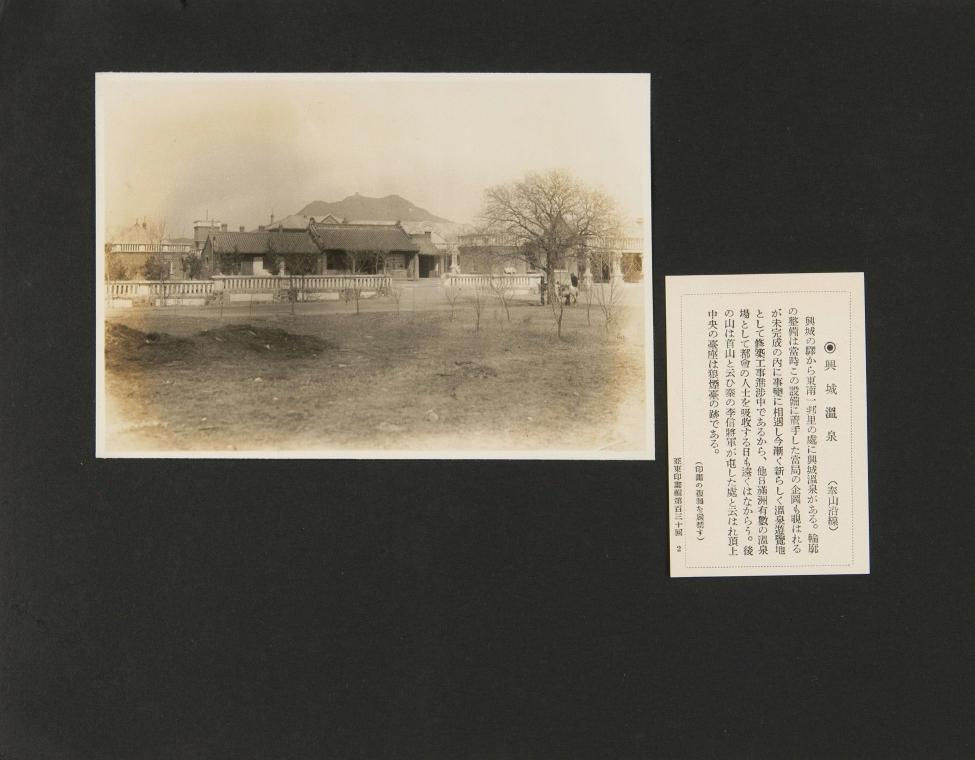 ◉興城溫泉 (奉山沿線)
興城の驛から東南一邦里の處に興城溫泉がある。輪廓
の整備は當時この設備に着手した當局の企圖も覗はれる
が未完成の内に事變に相遇し今漸く新らしく溫泉遊覽地
として修築工事進涉中であるから、他日滿洲有數の溫泉
場として都會の人士を吸收する日も遠くはなからう。後
の山は首山と云ひ秦の李信將軍が屯した處と云はれ頂上
中央の臺座は狼煙臺の跡である。
(印畫の複製を嚴禁す)
亞東印畫輯第百三十回 2